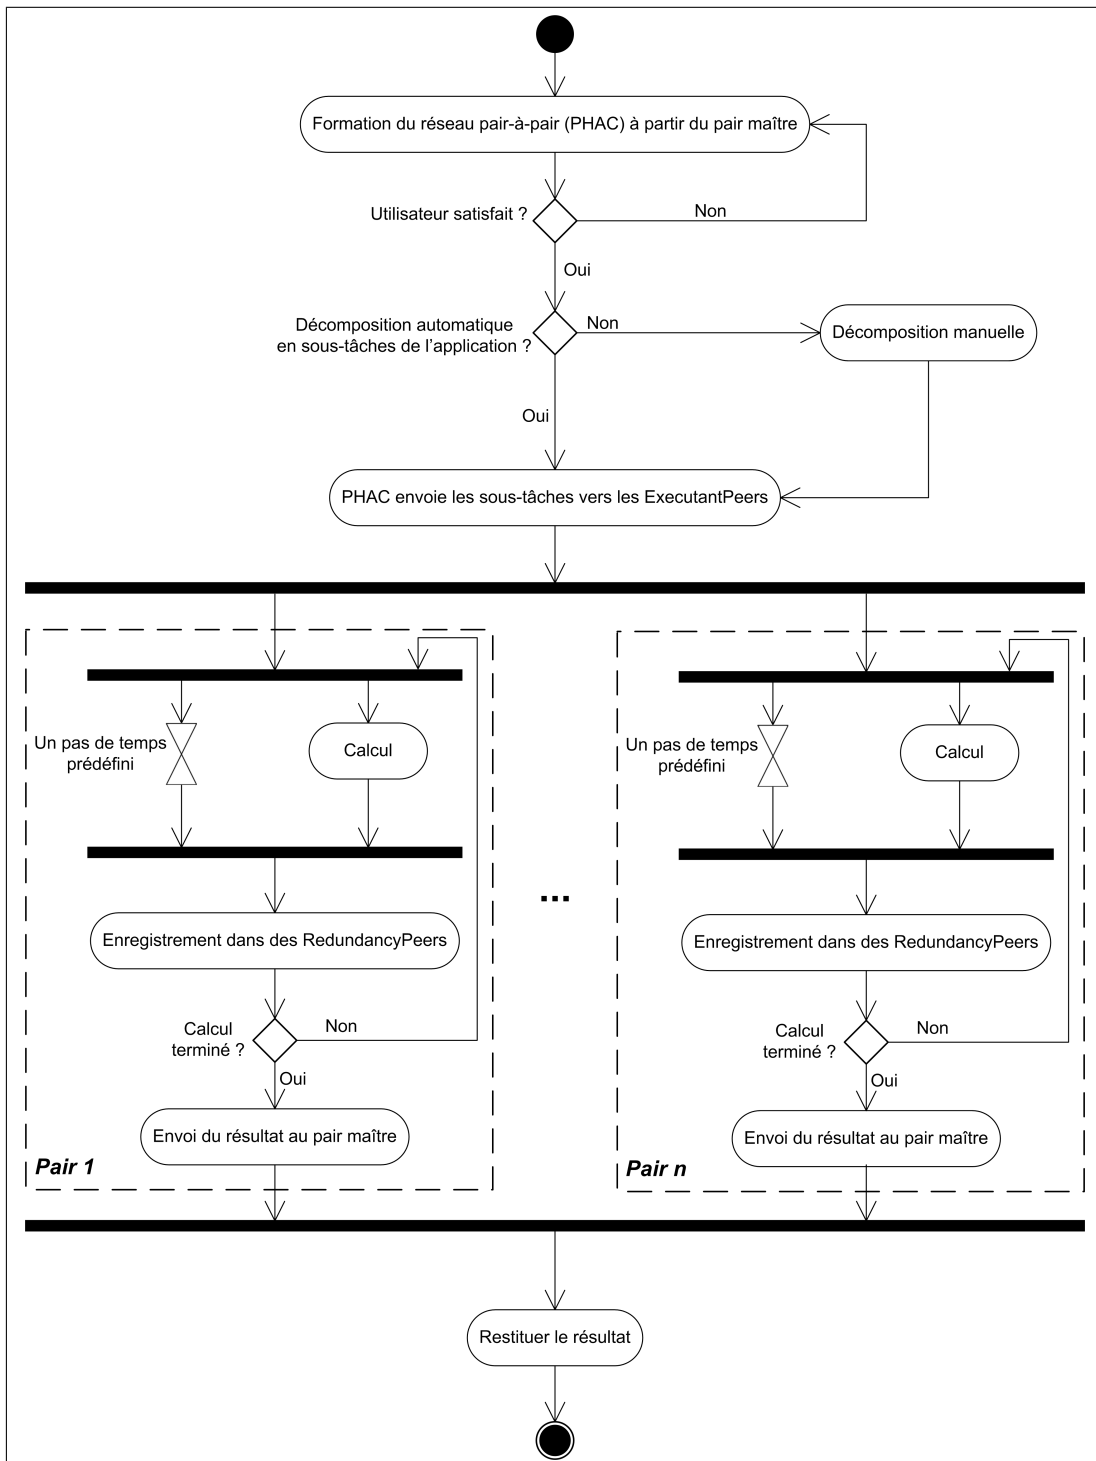 Formation du réseau pair-à-pair (PHAC) à partir du pair maître
Utilisateur satisfait ?
Non
Oui
Décomposition automatique
en sous-tâches de l'application ?
Non
Décomposition manuelle
Oui
PHAC envoie les sous-tâches vers les ExecutantPeers
Un pas de temps
prédéfini
Calcul
Enregistrement dans des RedundancyPeers
Calcul
terminé ?
Non
Oui
Envoi du résultat au pair maître
Pair 1
...
Un pas de temps
prédéfini
Calcul
Enregistrement dans des RedundancyPeers
Calcul
terminé ?
Non
Oui
Envoi du résultat au pair maître
Pair n
Restituer le résultat